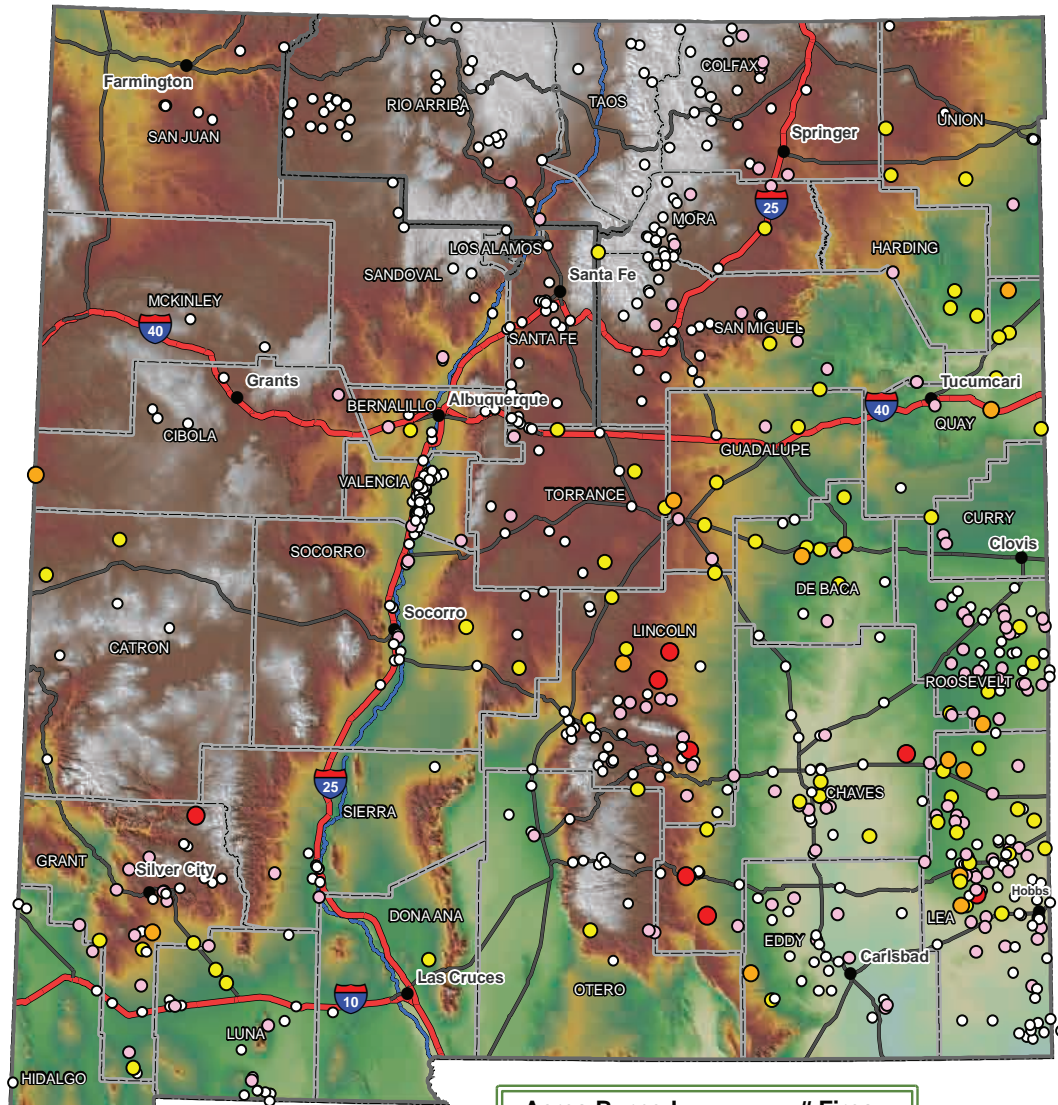 COLFAX
Farmington
RIO ARRIBA
TAOS
UNION
Springer
SAN JUAN
25
MORA
LOS ALAMOS
HARDING
SANDOVAL
Santa Fe
MCKINLEY
40
SAN MIGUEL
SANTA FE
Grants
Tucumcari
BERNALILLO
Albuquerque
40
QUAY
CIBOLA
GUADALUPE
VALENCIA
TORRANCE
CURRY
SOCORRO
Clovis
DE BACA
Socorro
LINCOLN
CATRON
ROOSEVELT
25
CHAVES
SIERRA
GRANT
Silver City
Hobbs
DONA ANA
LEA
EDDY
Carlsbad
Las Cruces
OTERO
10
LUNA
HIDALGO
Acres Burned # Fires